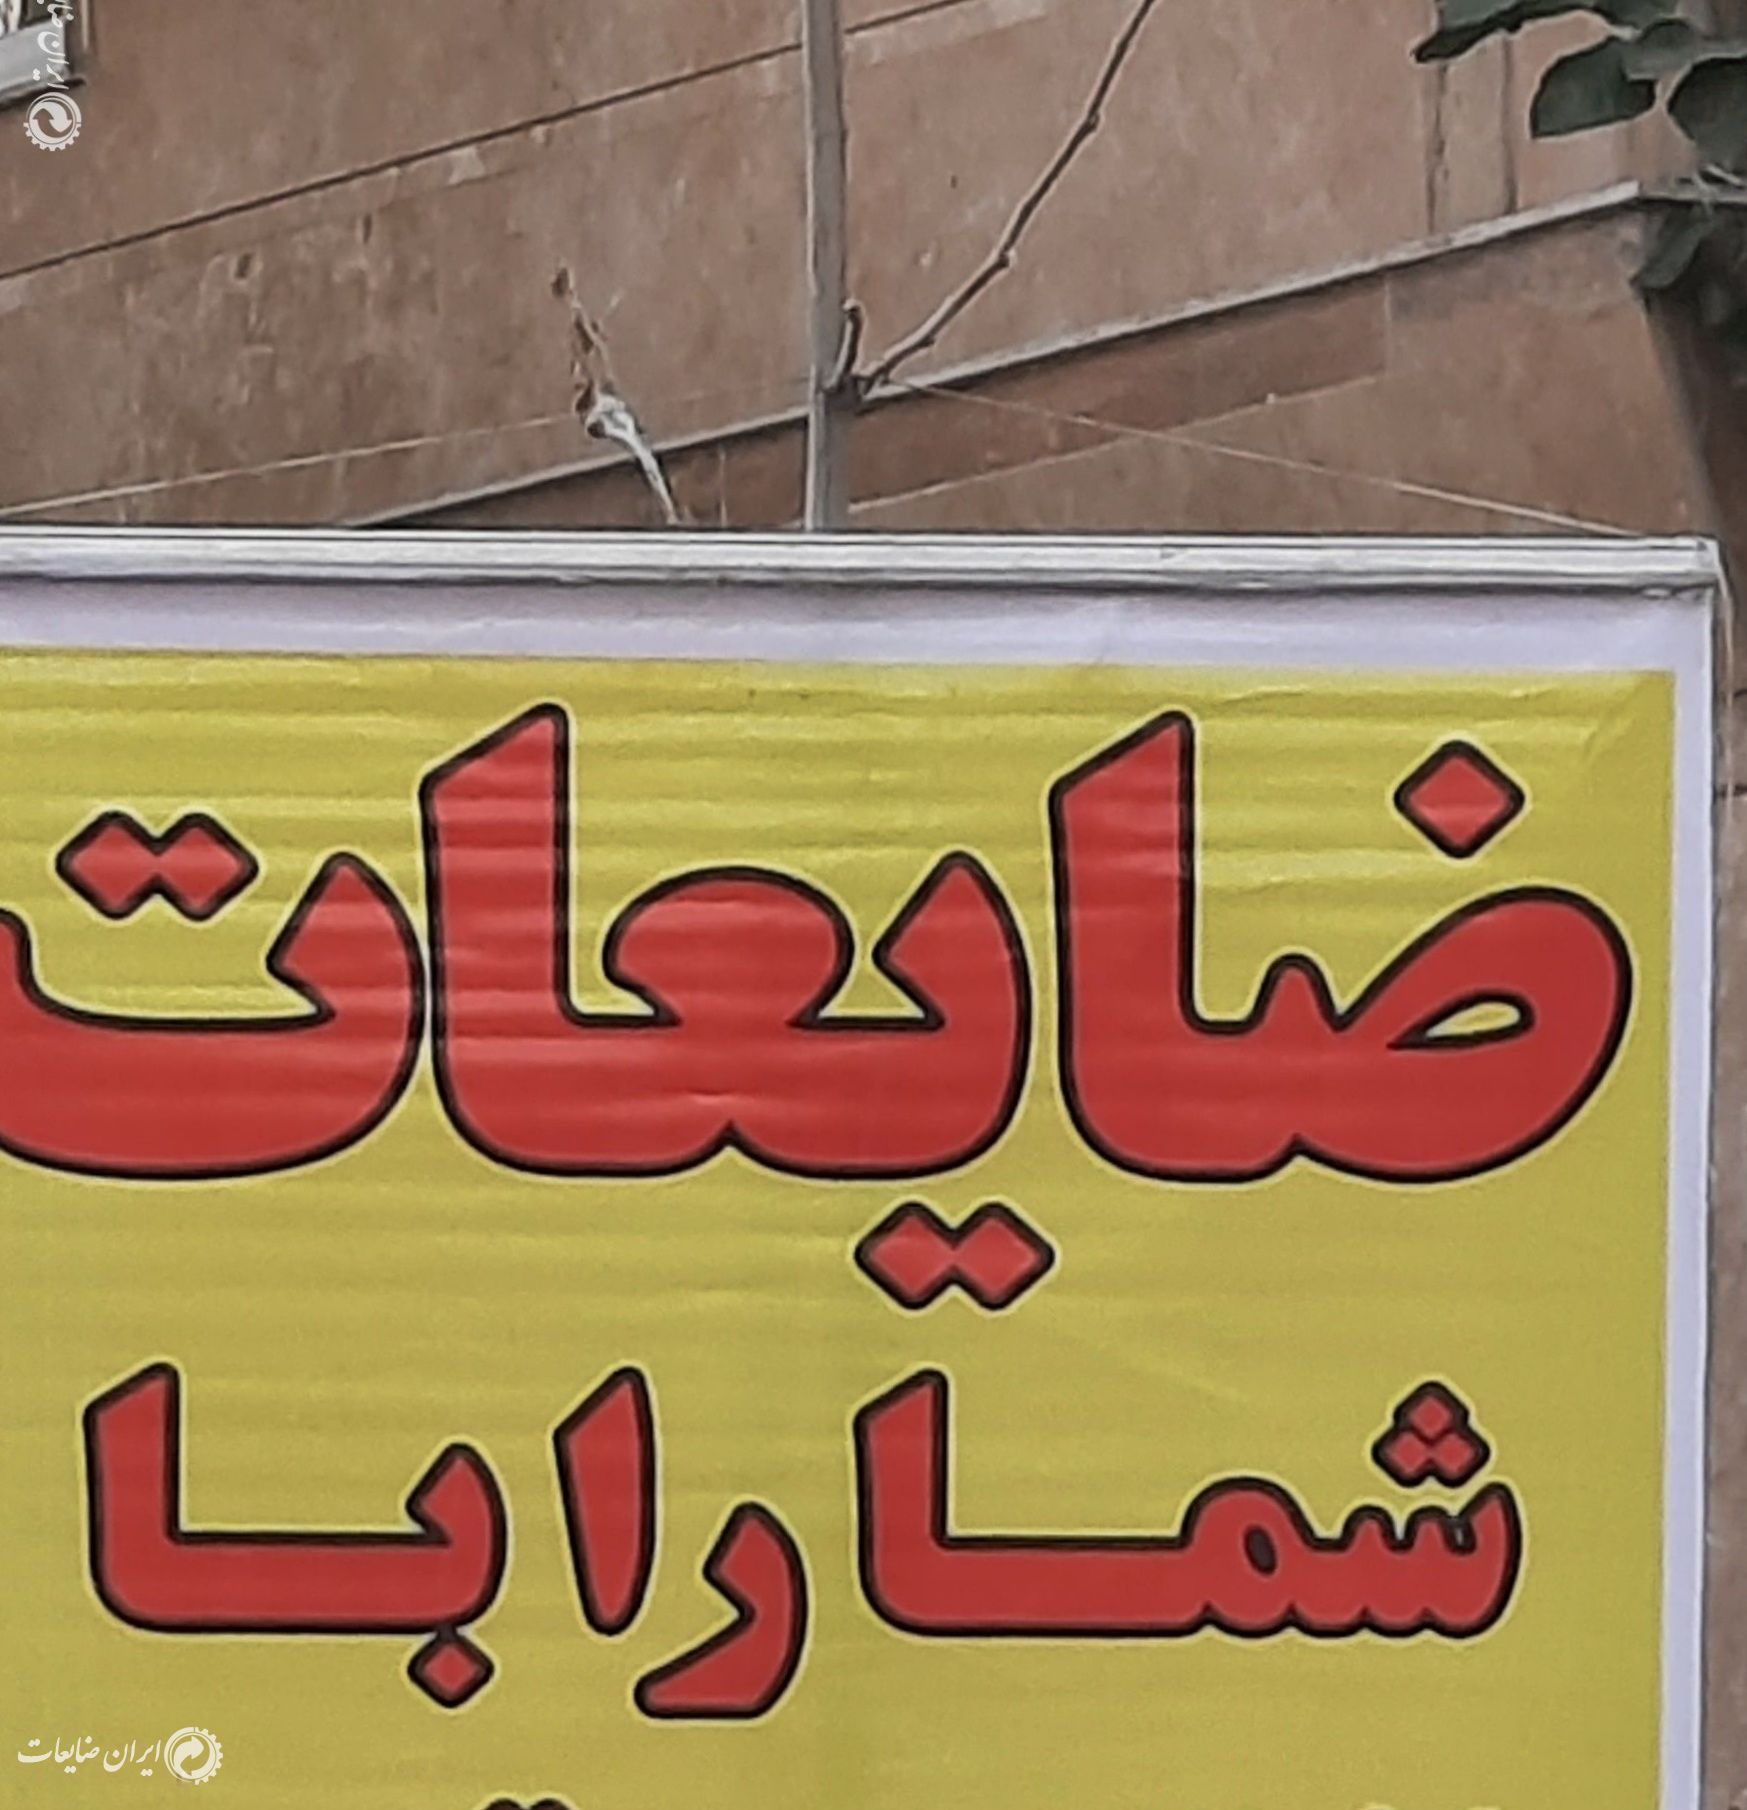 ضایعات
شما را با
ایران ضایعات